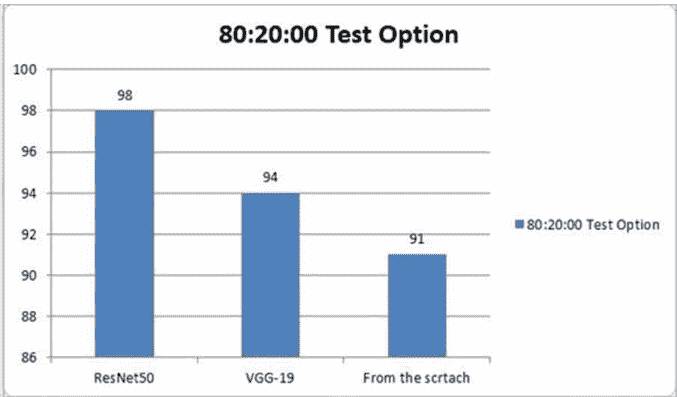 80:20:00 Test Option
100
98
96
94
92
90
88
86
98
94
91
ResNet50
VGG-19
From the scrtach
80:20:00 Test Option